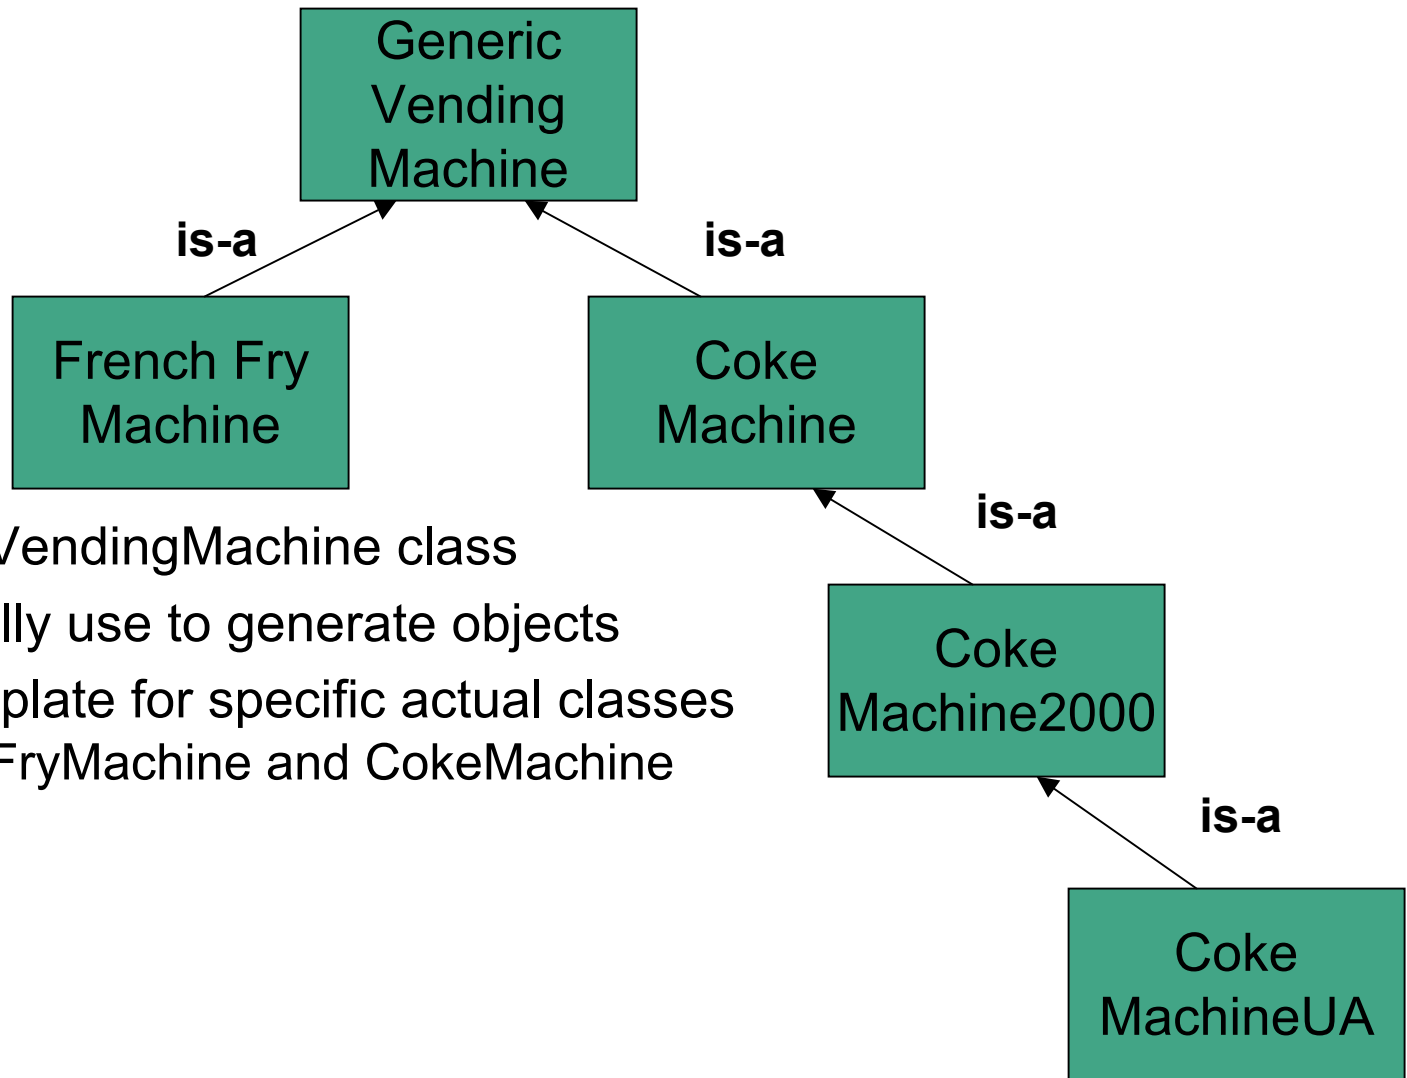 Generic
Vending
Machine
is-a
is-a
French Fry
Machine
Coke
Machine
is-a
VendingMachine class
lly use to generate objects
plate for specific actual classes
FryMachine and CokeMachine
Coke
Machine2000
is-a
Coke
MachineUA